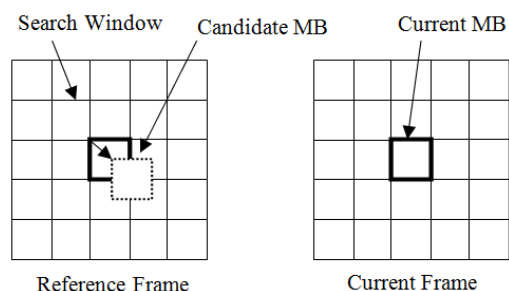 Search Window
Candidate MB
Current MB
Reference Frame
Current Frame